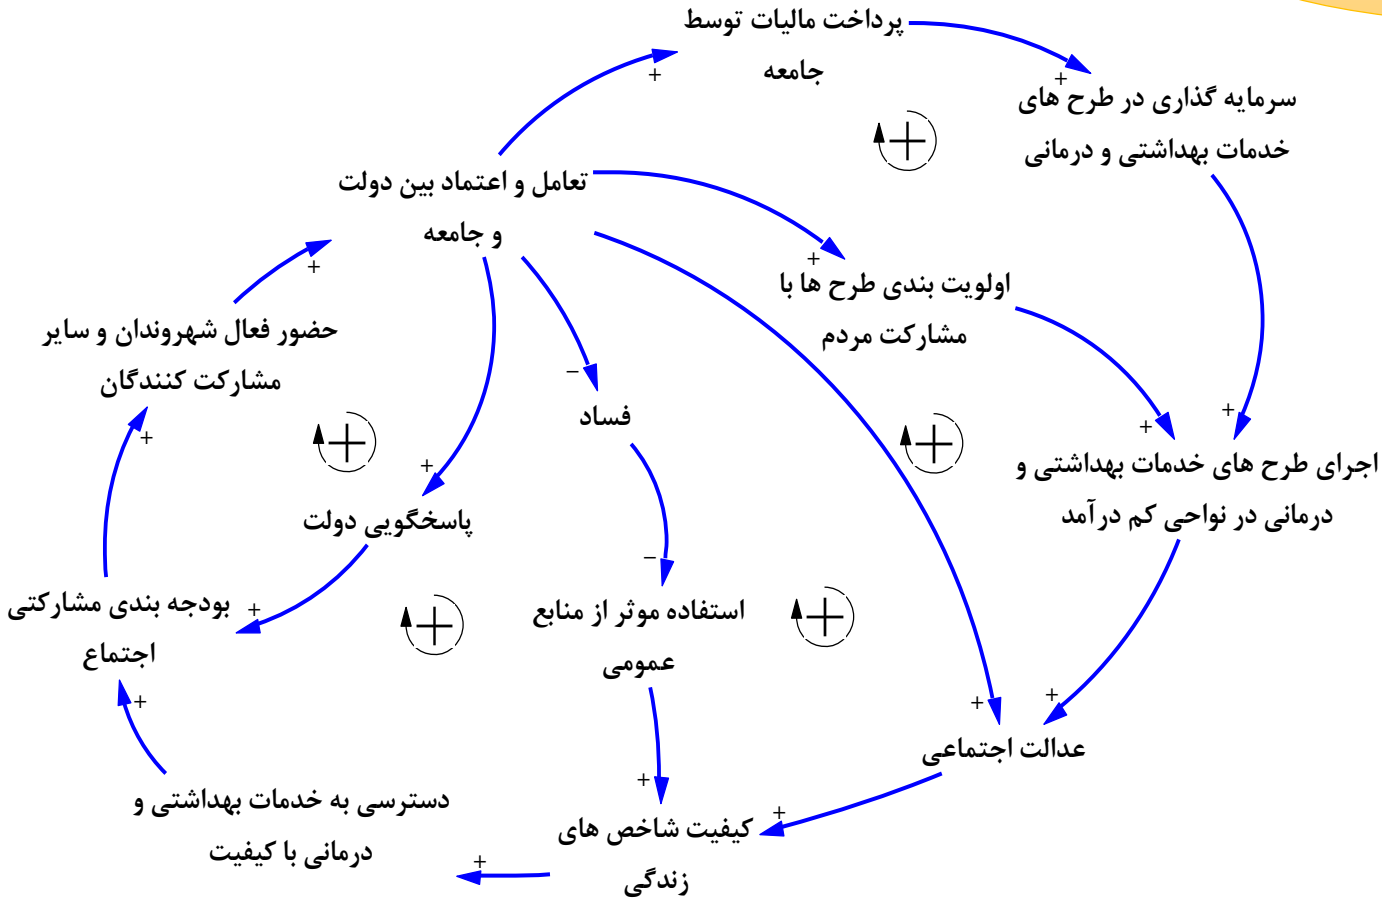 پرداخت مالیات توسط
جامعه
+
+
سرمایه گذاری در طرح های
خدمات بهداشتی و درمانی
+
تعامل و اعتماد بین دولت
و جامعه
+
+
اولویت بندی طرح ها با
مشارکت مردم
حضور فعال شهروندان و سایر
مشارکت کنندگان
–
فساد
+
+
+
+
+
+
اجرای طرح های خدمات بهداشتی و
درمانی در نواحی کم درآمد
پاسخگویی دولت
–
بودجه بندی مشارکتی
اجتماع
+
+
+
استفاده موثر از منابع
عمومی
+
+
+
عدالت اجتماعی
+
+
دسترسی به خدمات بهداشتی و
درمانی با کیفیت
کیفیت شاخص های
زندگی
+